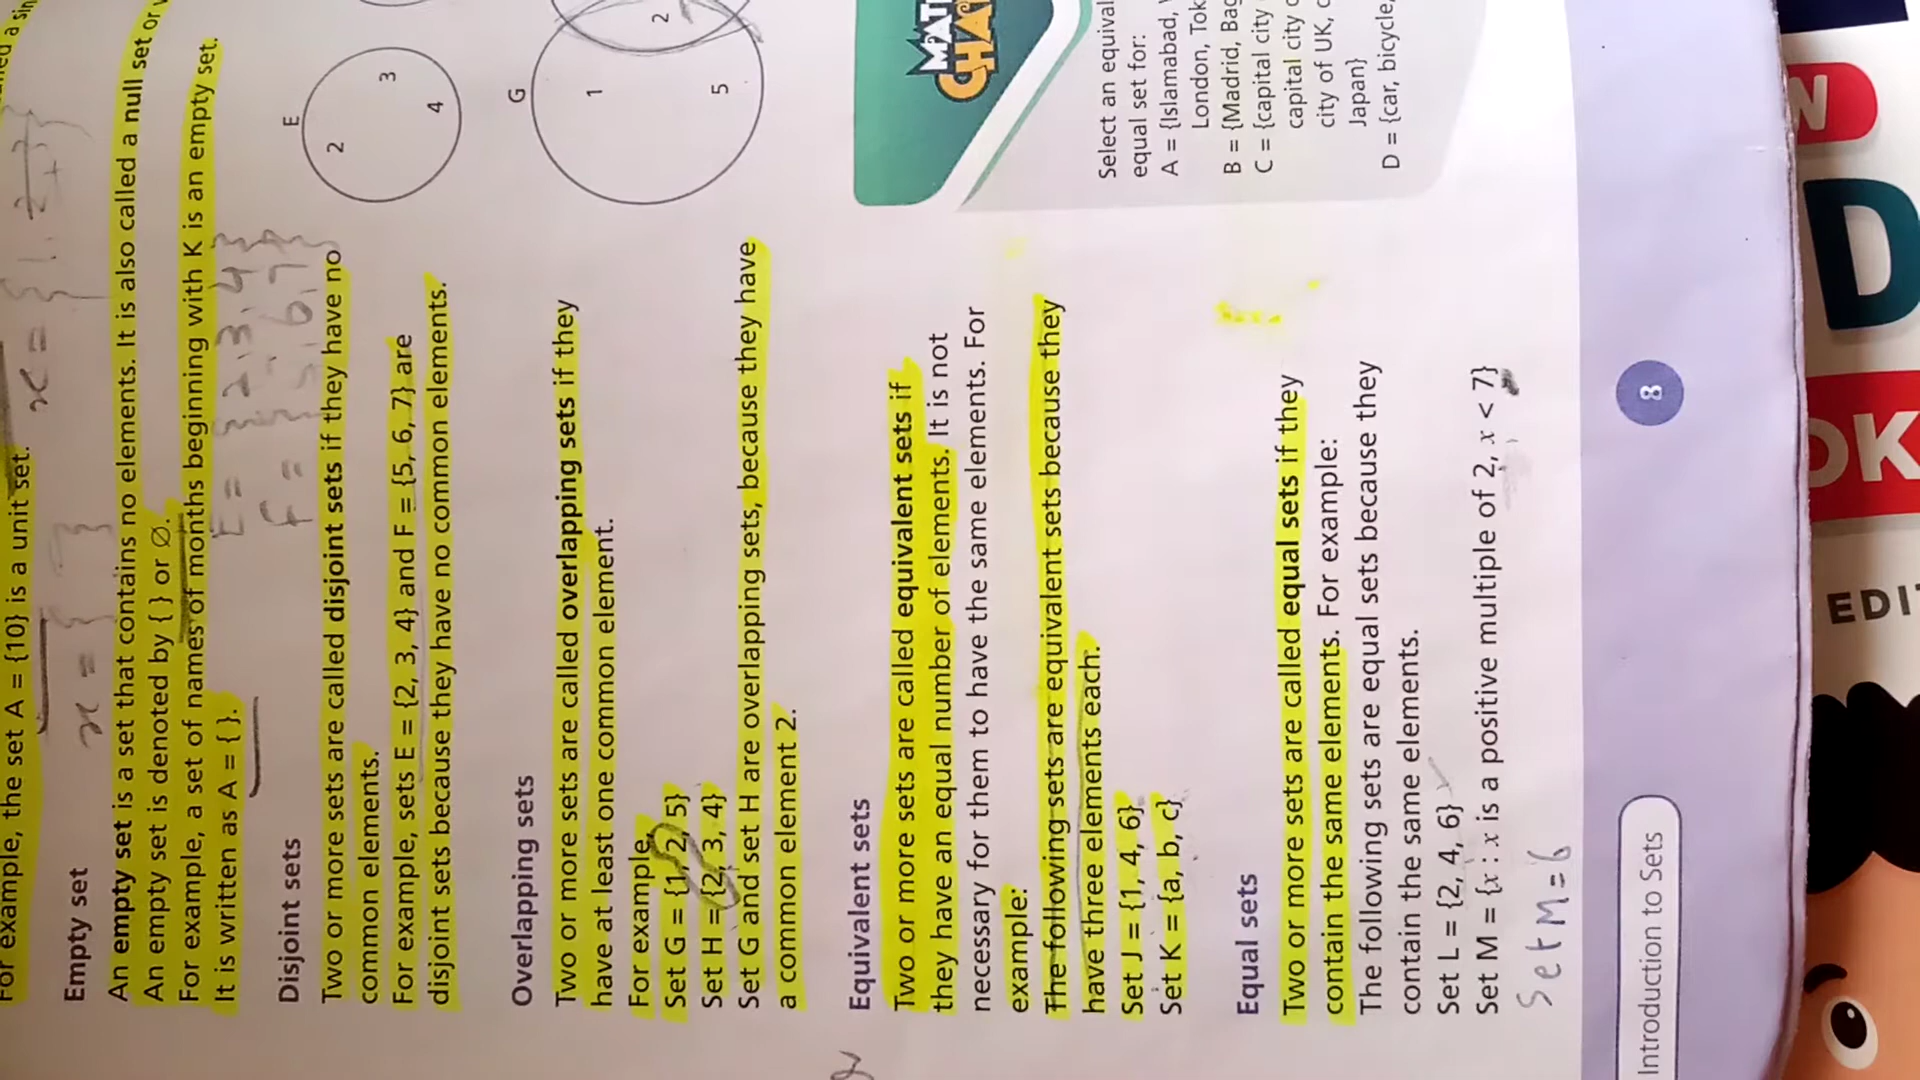 For example, the set A = {10} is a unit set.
Empty set
An empty set is a set that contains no elements. It is also called a null set or
An empty set is denoted by { } or ∅.
For example, a set of names of months beginning with K is an empty set.
It is written as A = { }.
x = { }
x = {1. 2
E = {2,3,4}
F = {5,6,7}
Disjoint sets
Two or more sets are called disjoint sets if they have no
common elements.
For example, sets E = {2, 3, 4} and F = {5, 6, 7} are
disjoint sets because they have no common elements.
E
2
3
4
Overlapping sets
Two or more sets are called overlapping sets if they
have at least one common element.
For example,
Set G = {1, 2, 5}
Set H = {2, 3, 4}
Set G and set H are overlapping sets, because they have
a common element 2.
G
1
2
5
Equivalent sets
Two or more sets are called equivalent sets if
they have an equal number of elements. It is not
necessary for them to have the same elements. For
example:
The following sets are equivalent sets because they
have three elements each.
Set J = {1, 4, 6}
Set K = {a, b, c}
Equal sets
Two or more sets are called equal sets if they
contain the same elements. For example:
The following sets are equal sets because they
contain the same elements.
Set L = {2, 4, 6}
Set M = {x : x is a positive multiple of 2, x < 7}
Set M = 6
Select an equival
equal set for:
A = {Islamabad,
London, Tok
B = {Madrid, Bag
C = {capital city
capital city o
city of UK, c
Japan}
D = {car, bicycle,
Introduction to Sets
8
N
D
OK
EDI